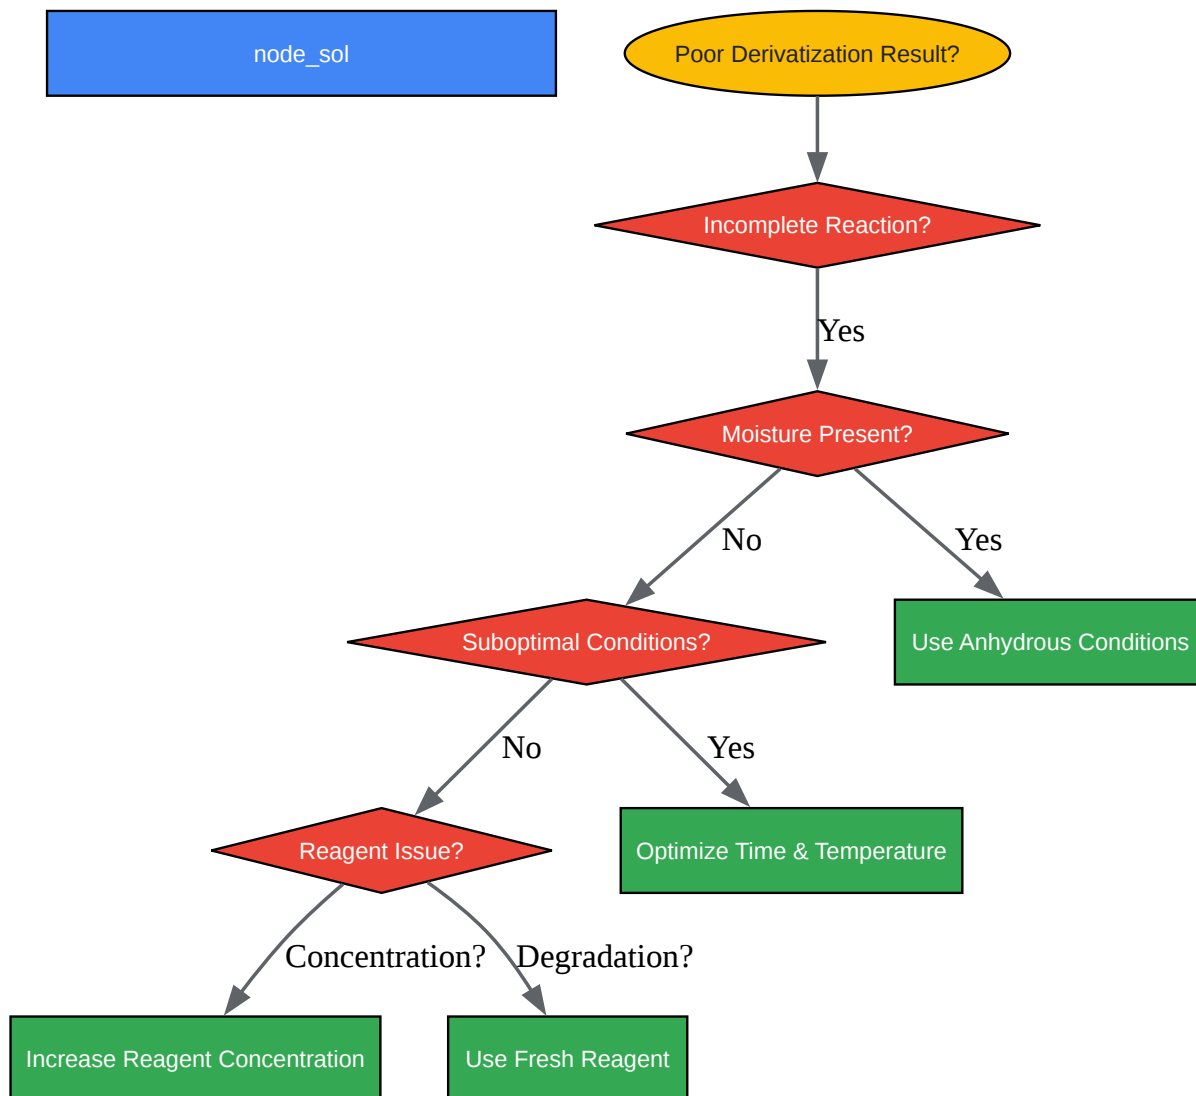 node_sol
Poor Derivatization Result?
Incomplete Reaction?
Yes
Moisture Present?
No
Yes
Suboptimal Conditions?
Use Anhydrous Conditions
No
Yes
Reagent Issue?
Optimize Time & Temperature
Concentration?
Degradation?
Increase Reagent Concentration
Use Fresh Reagent